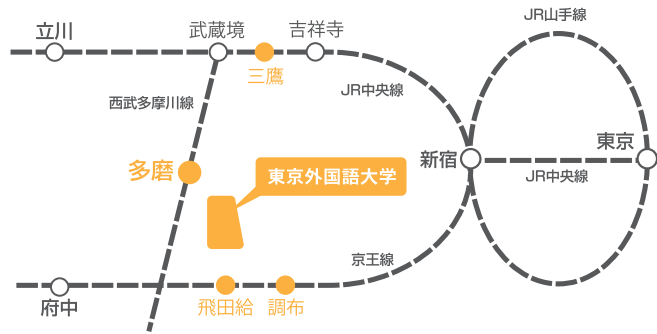 JR山手線
立川
武蔵境
吉祥寺
三鷹
JR中央線
西武多摩川線
東京
新宿
多磨
東京外国語大学
JR中央線
京王線
府中
飛田給
調布